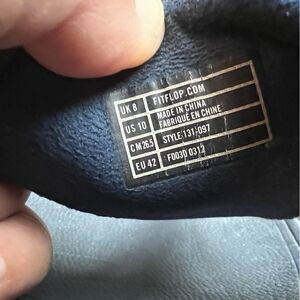 UK 8 FITFLOP.COM
US 10 MADE IN CHINA
FABRIQUÉ EN CHINE
CM 26.5 STYLE 131-097
EU 42 F003D 0312